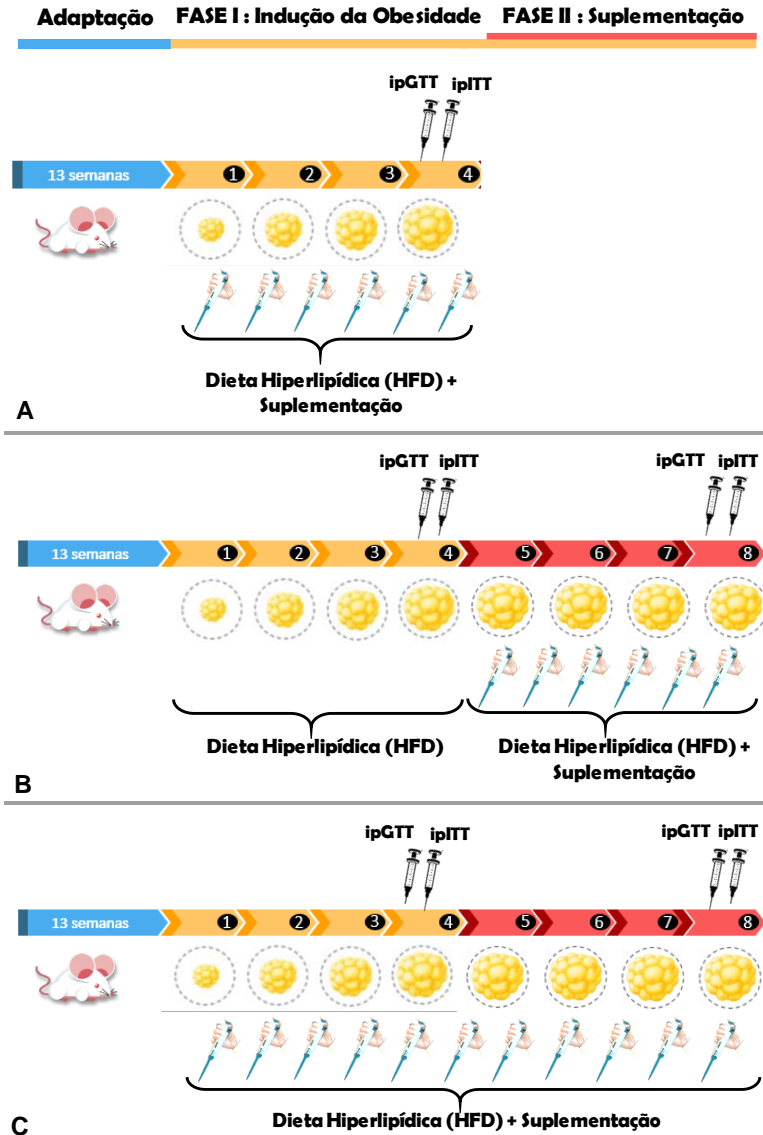 Adaptação FASE I : Indução da Obesidade FASE II : Suplementação
ipGTT ipITT
13 semanas 1 2 3 4
Dieta Hiperlipídica (HFD) +
Suplementação
A
ipGTT ipITT ipGTT ipITT
13 semanas 1 2 3 4 5 6 7 8
Dieta Hiperlipídica (HFD) Dieta Hiperlipídica (HFD) +
Suplementação
B
ipGTT ipITT ipGTT ipITT
13 semanas 1 2 3 4 5 6 7 8
Dieta Hiperlipídica (HFD) + Suplementação
C